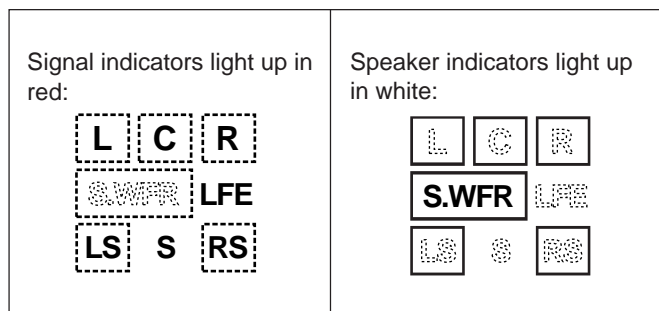 Signal indicators light up in
red:
L C R
S.WFR LFE
LS S RS
Speaker indicators light up
in white:
L C R
S.WFR LFE
LS S RS